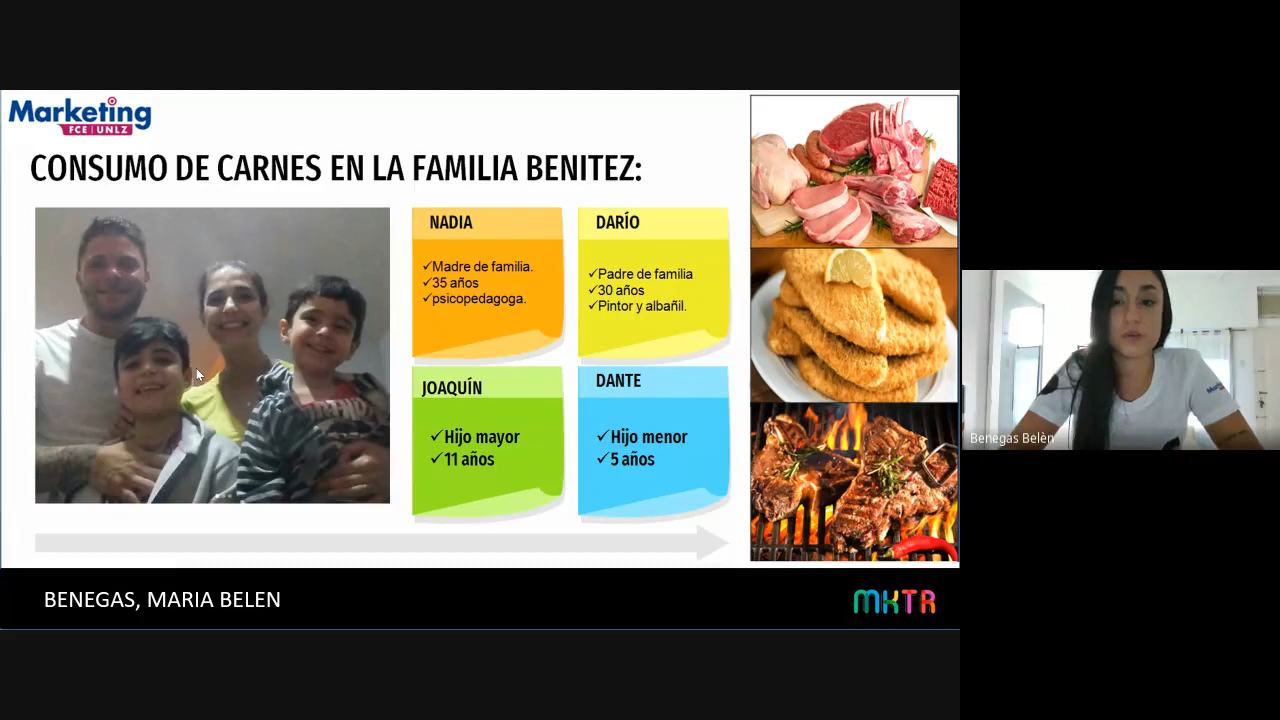 Marketing
FCE | UNLZ
CONSUMO DE CARNES EN LA FAMILIA BENITEZ:
NADIA
✓Madre de familia.
✓35 años
✓psicopedagoga.
DARÍO
✓Padre de familia
✓30 años
✓Pintor y albañil.
JOAQUÍN
✓Hijo mayor
✓11 años
DANTE
✓Hijo menor
✓5 años
Benegas Belèn
BENEGAS, MARIA BELEN
MKTR